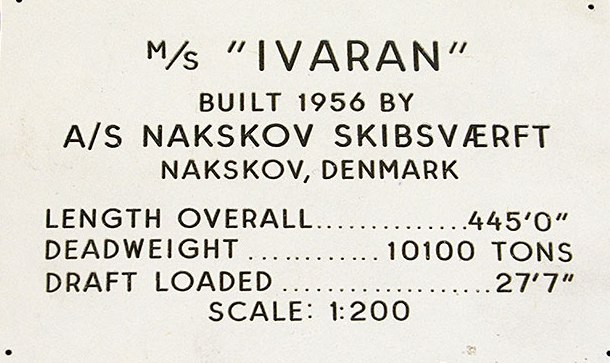 M/S "IVARAN"
BUILT 1956 BY
A/S NAKSKOV SKIBSVÆRFT
NAKSKOV, DENMARK
LENGTH OVERALL..............445'0"
DEADWEIGHT ............ 10100 TONS
DRAFT LOADED ...................27'7"
SCALE: 1:200